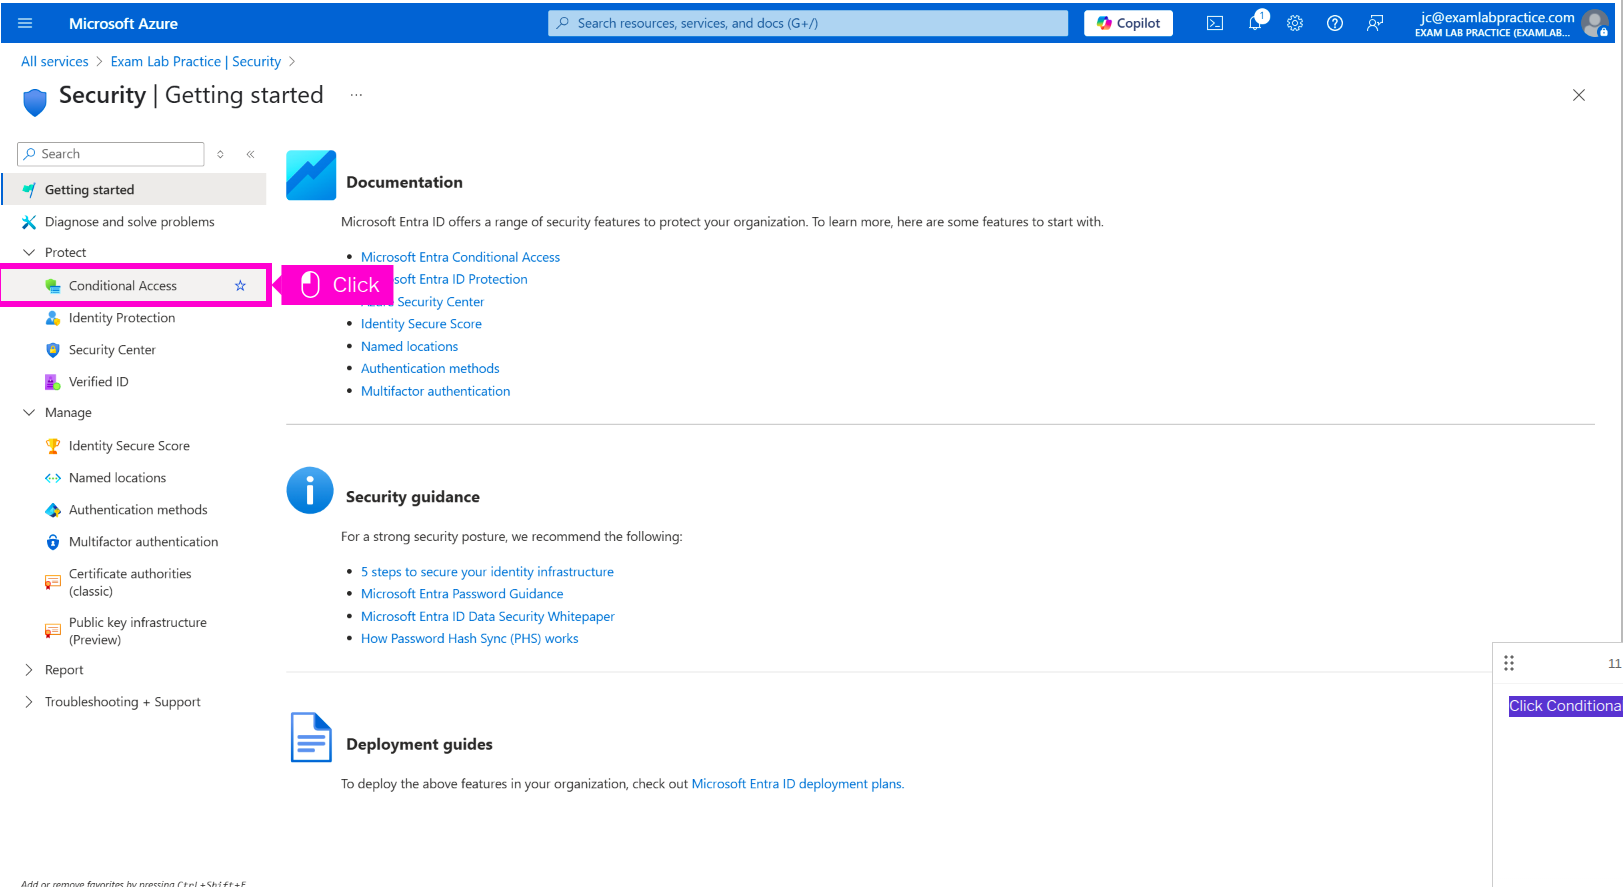 Microsoft Azure
Search resources, services, and docs (G+/)
Copilot
1
jc@examlabpractice.com
EXAM LAB PRACTICE (EXAMLAB...
All services > Exam Lab Practice | Security >
Security | Getting started ...
Search
Getting started
Diagnose and solve problems
Protect
Conditional Access
Click
Identity Protection
Security Center
Verified ID
Manage
Identity Secure Score
Named locations
Authentication methods
Multifactor authentication
Certificate authorities
(classic)
Public key infrastructure
(Preview)
Report
Troubleshooting + Support
Add or remove favorites by pressing Ctrl+Shift+F
Documentation
Microsoft Entra ID offers a range of security features to protect your organization. To learn more, here are some features to start with.
• Microsoft Entra Conditional Access
soft Entra ID Protection
Security Center
• Identity Secure Score
• Named locations
• Authentication methods
• Multifactor authentication
Security guidance
For a strong security posture, we recommend the following:
• 5 steps to secure your identity infrastructure
• Microsoft Entra Password Guidance
• Microsoft Entra ID Data Security Whitepaper
• How Password Hash Sync (PHS) works
Deployment guides
To deploy the above features in your organization, check out Microsoft Entra ID deployment plans.
11
Click Conditiona